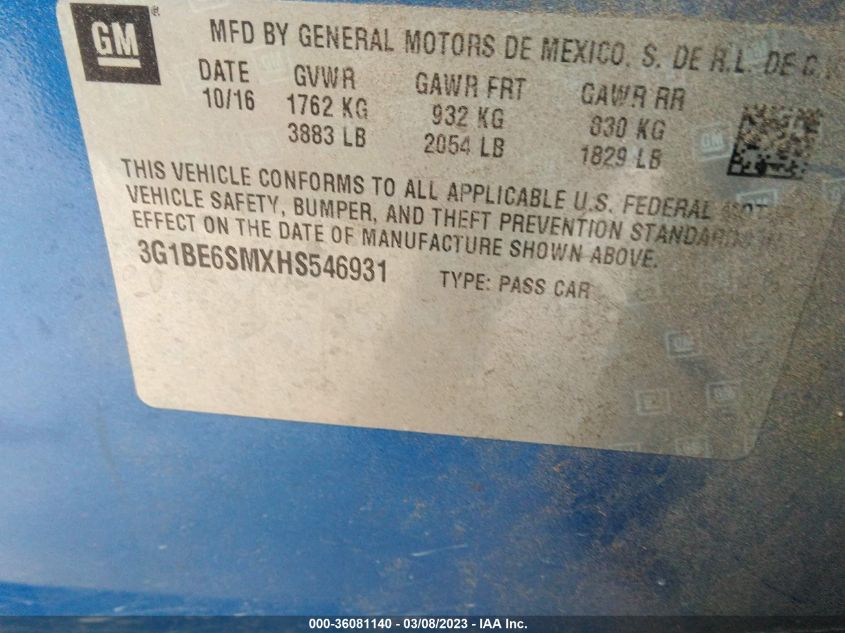 GM
MFD BY GENERAL MOTORS DE MEXICO, S. DE R.L. DE C.
DATE GVWR GAWR FRT GAWR RR
10/16 1762 KG 932 KG 830 KG
3883 LB 2054 LB 1829 LB
THIS VEHICLE CONFORMS TO ALL APPLICABLE U.S. FEDERAL
VEHICLE SAFETY, BUMPER, AND THEFT PREVENTION
EFFECT ON THE DATE OF MANUFACTURE SHOWN ABOVE.
3G1BE6SMXHS546931 TYPE: PASS CAR
000-36081140 - 03/08/2023 - IAA Inc.